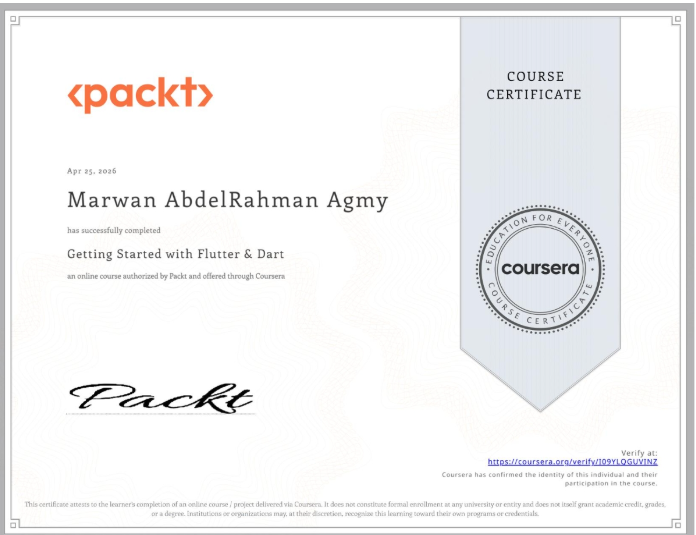 <packt>
COURSE
CERTIFICATE
Apr 25, 2026
Marwan AbdelRahman Agmy
has successfully completed
Getting Started with Flutter & Dart
an online course authorized by Packt and offered through Coursera
EDUCATION FOR EVERYONE
coursera
COURSE CERTIFICATE
Packt
Verify at:
https://coursera.org/verify/I09YLQGUVINZ
Coursera has confirmed the identity of this individual and their
participation in the course.
This certificate attests to the learner's completion of an online course / project delivered via Coursera. It does not constitute formal enrollment at any university or entity and does not itself grant academic credit, grades,
or a degree. Institutions or organizations may, at their discretion, recognize this learning toward their own programs or credentials.